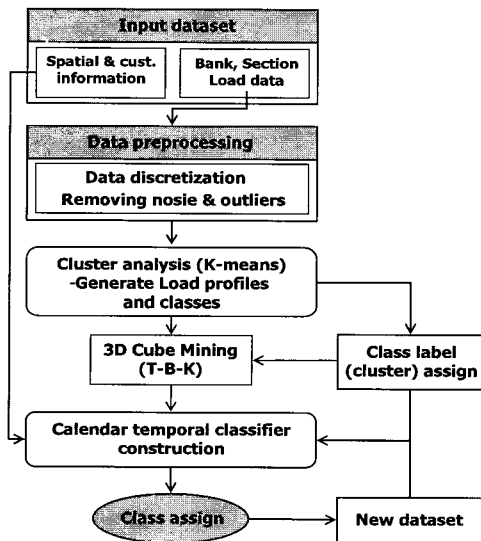 Input dataset
Spatial & cust.
information
Bank, Section
Load data
Data preprocessing
Data discretization
Removing nosie & outliers
Cluster analysis (K-means)
-Generate Load profiles
and classes
3D Cube Mining
(T-B-K)
Class label
(cluster) assign
Calendar temporal classifier
construction
Class assign
New dataset